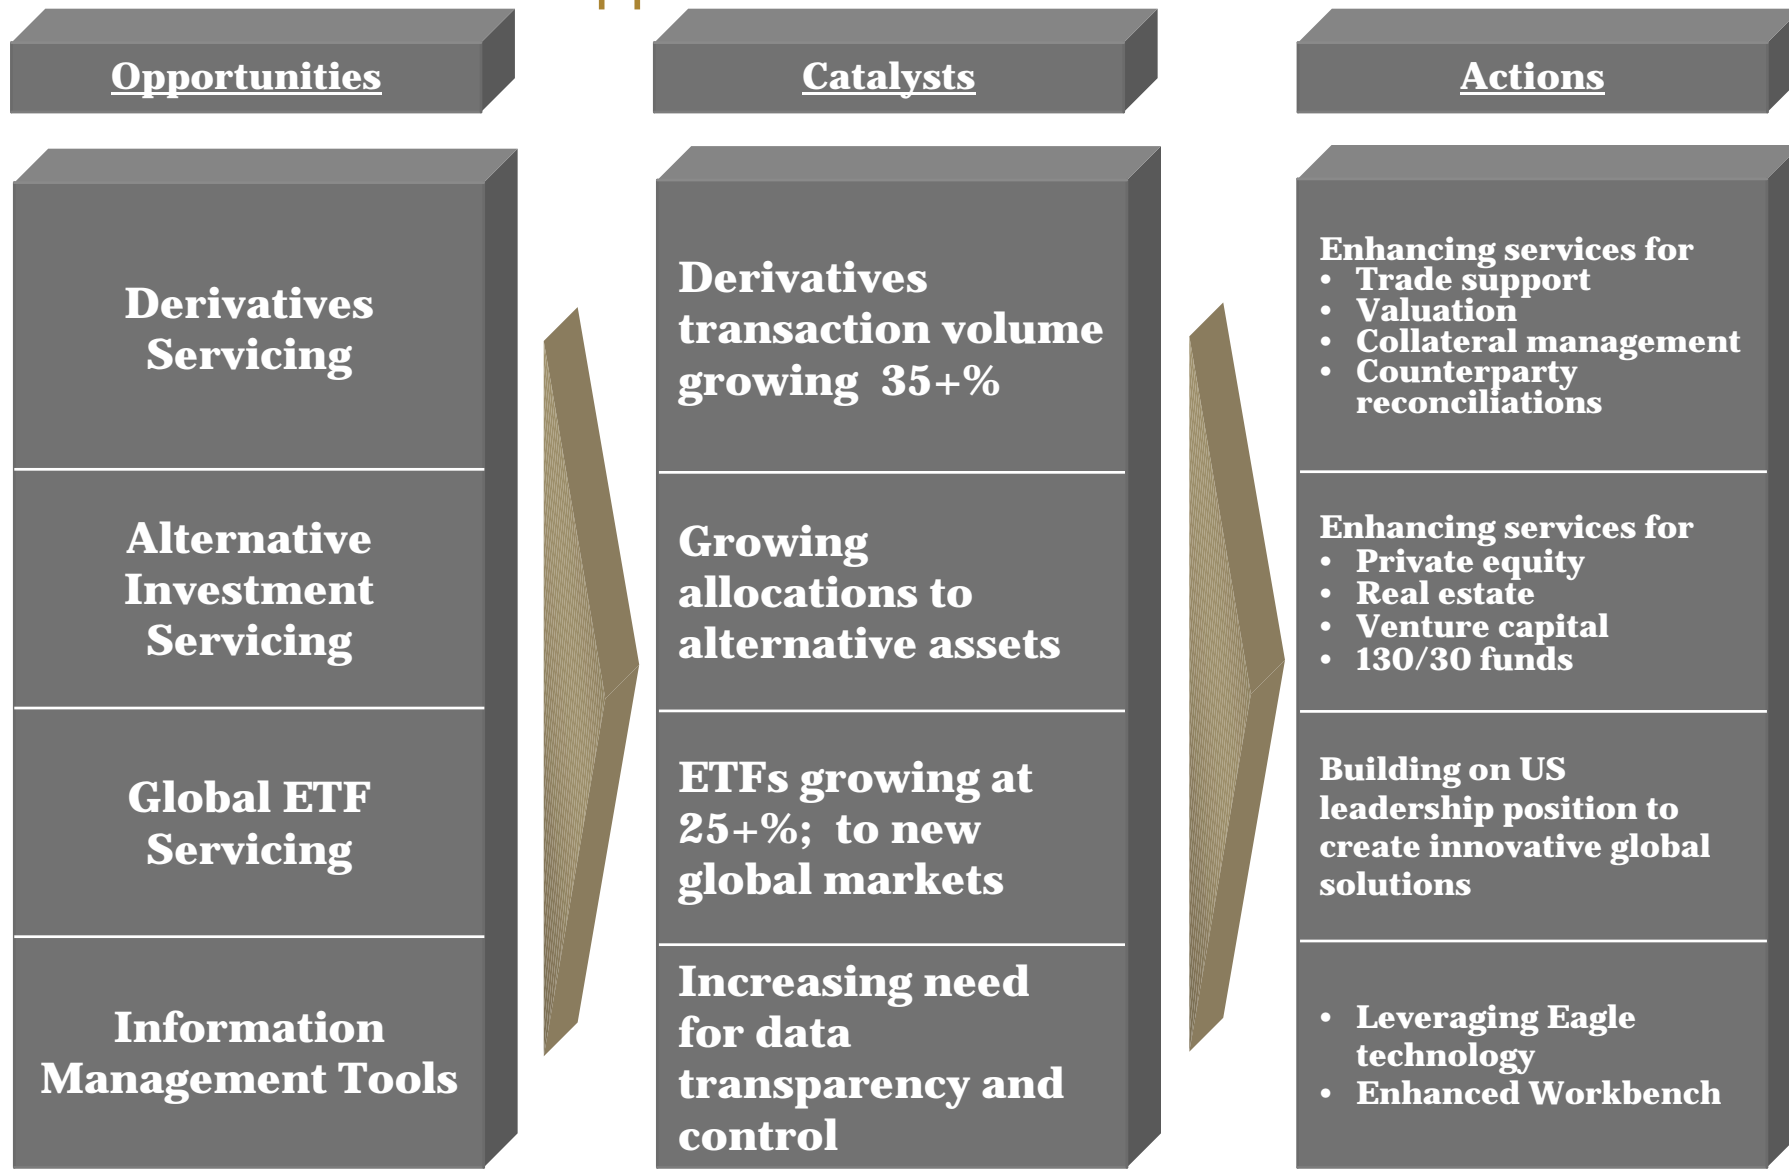 Opportunities
Catalysts
Actions
Derivatives
Servicing
Derivatives
transaction volume
growing 35+%
Enhancing services for
• Trade support
• Valuation
• Collateral management
• Counterparty
reconciliations
Alternative
Investment
Servicing
Growing
allocations to
alternative assets
Enhancing services for
• Private equity
• Real estate
• Venture capital
• 130/30 funds
Global ETF
Servicing
ETFs growing at
25+%; to new
global markets
Building on US
leadership position to
create innovative global
solutions
Information
Management Tools
Increasing need
for data
transparency and
control
• Leveraging Eagle
technology
• Enhanced Workbench